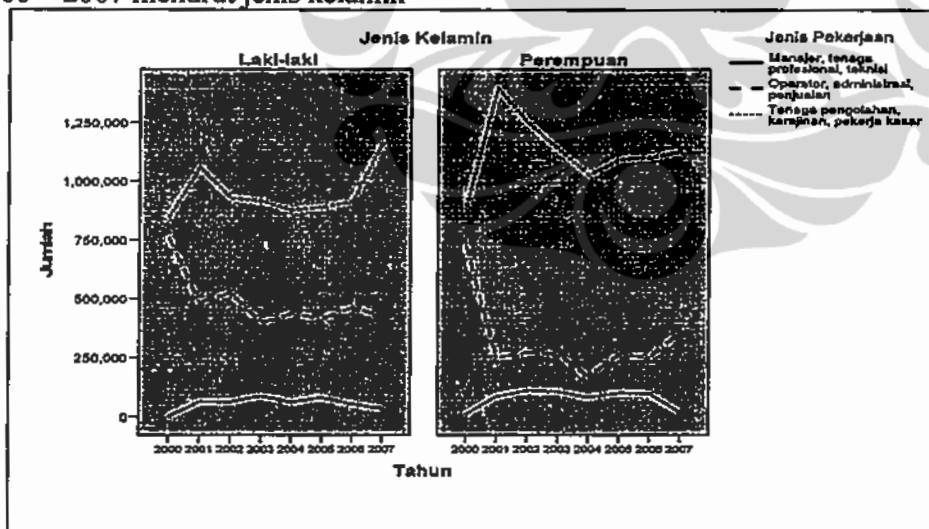 2007 menurut jenis kelamin
Jenis Kelamin
Laki-laki
Perempuan
Jenis Pekerjaan
Manajer, tenaga
profesional, teknisi
Operator, administrasi,
penjualan
Tenaga pengolahan,
kerajinan, pekerja kasar
Jumlah
1,250,000
1,000,000
750,000
500,000
250,000
0
2000 2001 2002 2003 2004 2005 2006 2007
2000 2001 2002 2003 2004 2005 2006 2007
Tahun